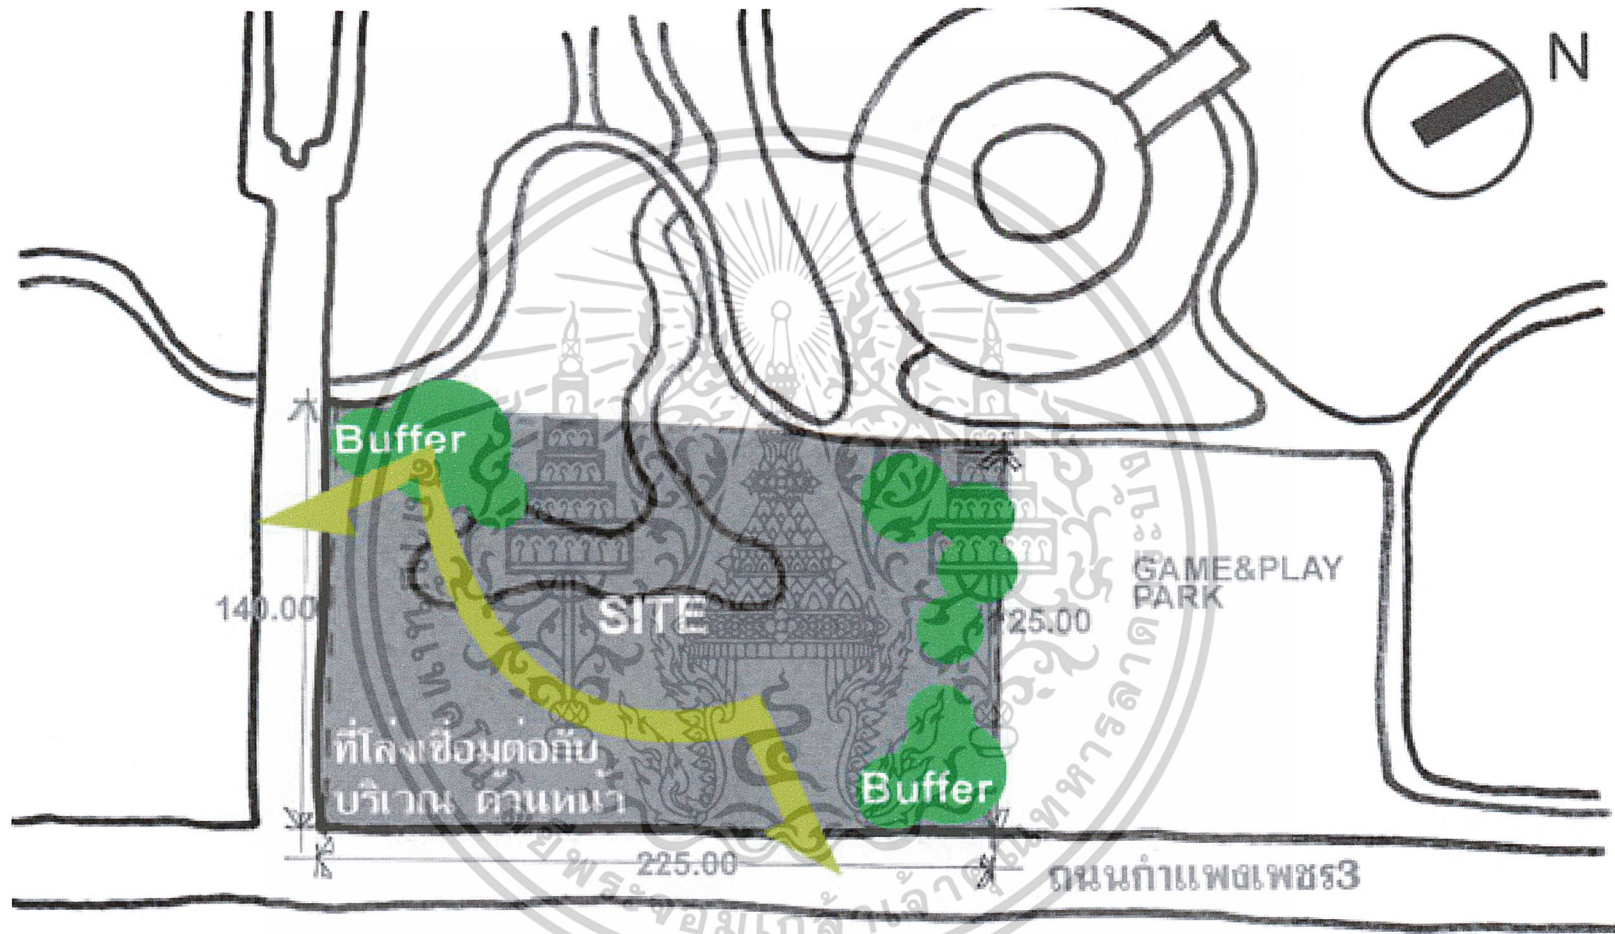 N
Buffer
140.00
SITE
GAME&PLAY
PARK
125.00
ที่โล่งเชื่อมต่อกับ
บริเวณ ด้านหน้า
Buffer
225.00
ถนนกำแพงเพชร3